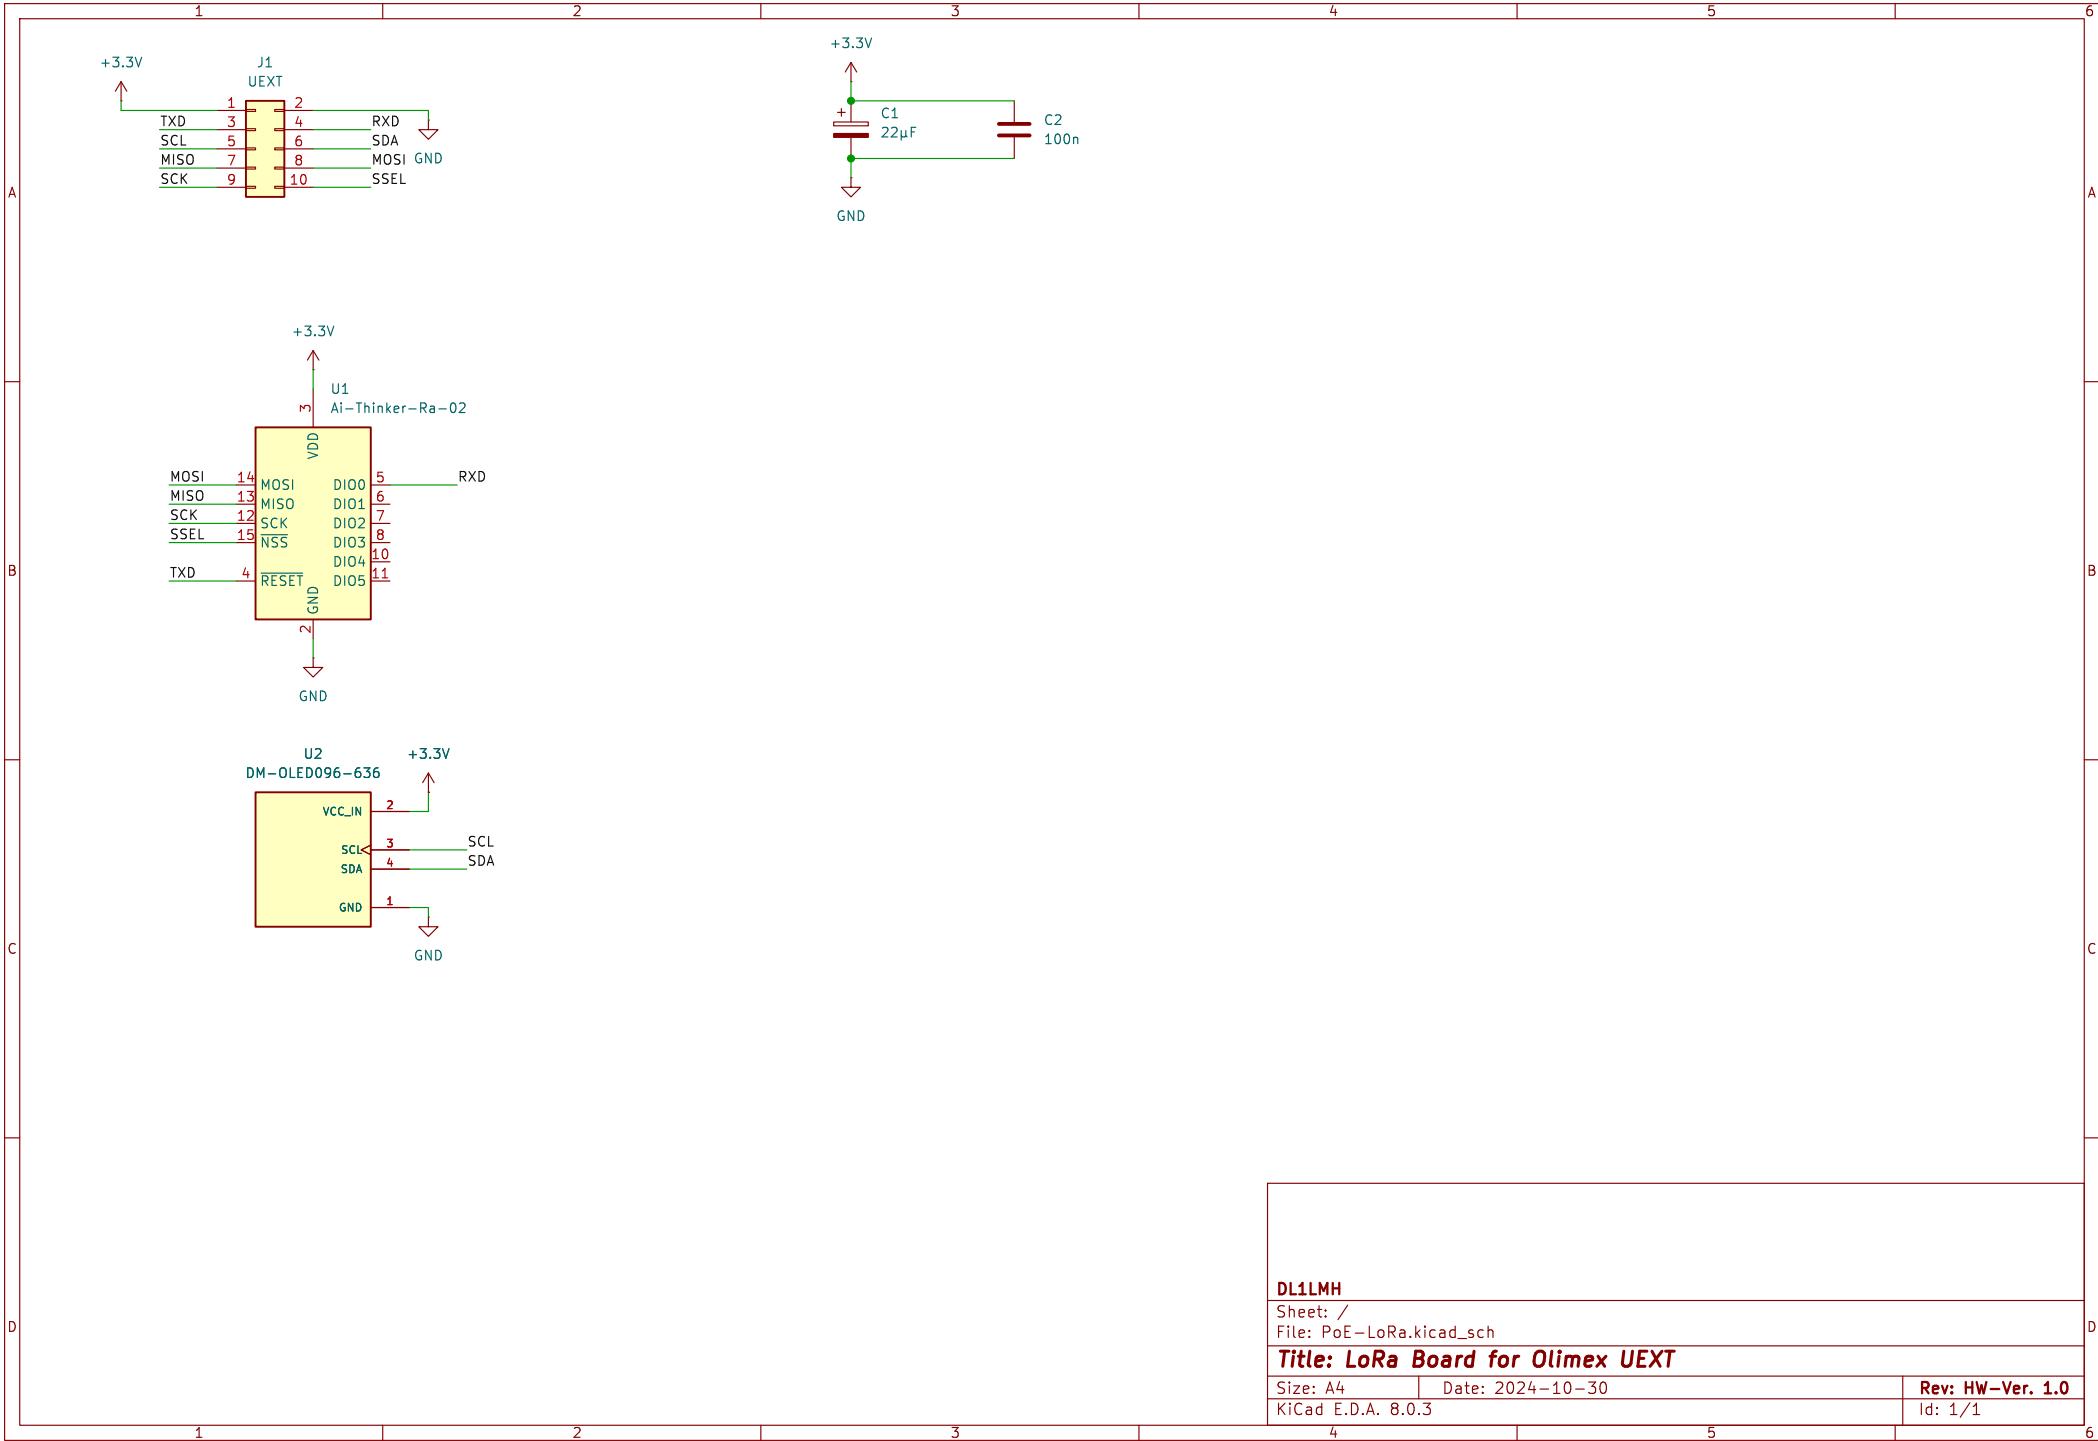 1 2 3 4 5 6
+3.3V
J1
UEXT
1 2
TXD 3 4 RXD
SCL 5 6 SDA
MISO 7 8 MOSI
SCK 9 10 SSEL
GND
+3.3V
+
C1
22µF
C2
100n
GND
A A
+3.3V
U1
Ai-Thinker-Ra-02
3
VDD
MOSI 14 MOSI DIO0 5 RXD
MISO 13 MISO DIO1 6
SCK 12 SCK DIO2 7
SSEL 15 NSS DIO3 8
DIO4 10
TXD 4 RESET DIO5 11
GND
2
GND
B B
U2
DM-OLED096-636
+3.3V
VCC_IN 2
SCL 3 SCL
SDA 4 SDA
GND 1
GND
C C
DL1LMH
Sheet: /
File: PoE-LoRa.kicad_sch
Title: LoRa Board for Olimex UEXT
Size: A4 Date: 2024-10-30 Rev: HW-Ver. 1.0
KiCad E.D.A. 8.0.3 Id: 1/1
D D
1 2 3 4 5 6